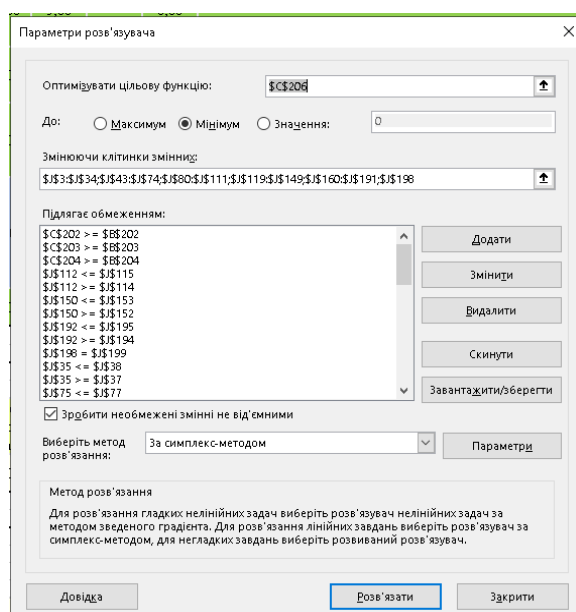 Параметри розв'язувача
Оптимізувати цільову функцію:
$C$206
До:
Максимум
Мінімум
Значення:
0
Змінюючи клітинки змінних:
$J$3:$J$34;$J$43:$J$74;$J$80:$J$111;$J$119:$J$149;$J$160:$J$191;$J$198
Підлягає обмеженням:
$C$202 >= $B$202
$C$203 >= $B$203
$C$204 >= $B$204
$J$112 <= $J$115
$J$112 >= $J$114
$J$150 <= $J$153
$J$150 >= $J$152
$J$192 <= $J$195
$J$192 >= $J$194
$J$198 = $J$199
$J$35 <= $J$38
$J$35 >= $J$37
$J$75 <= $J$77
Додати
Змінити
Видалити
Скинути
Завантажити/зберегти
Зробити необмежені змінні не від'ємними
Виберіть метод
розв'язання:
За симплекс-методом
Параметри
Метод розв'язання
Для розв'язання гладких нелінійних задач виберіть розв'язувач нелінійних задач за
методом зведеного градієнта. Для розв'язання лінійних завдань виберіть розв'язувач за
симплекс-методом, для негладких завдань виберіть розвиваний розв'язувач.
Довідка
Розв'язати
Закрити